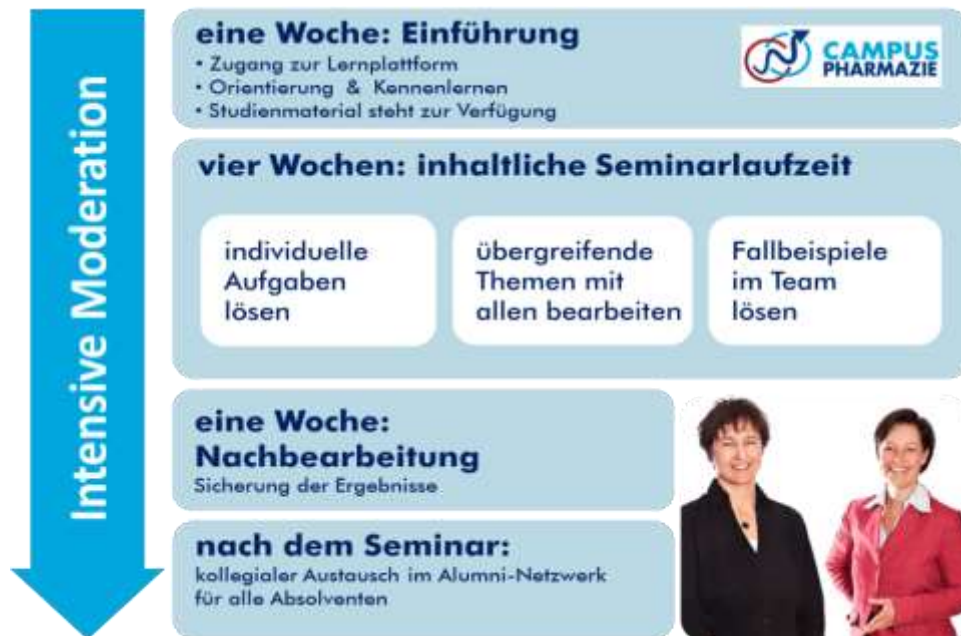 Intensive Moderation
eine Woche: Einführung
• Zugang zur Lernplattform
• Orientierung & Kennenlernen
• Studienmaterial steht zur Verfügung
CAMPUS
PHARMAZIE
vier Wochen: inhaltliche Seminarlaufzeit
individuelle
Aufgaben
lösen
übergreifende
Themen mit
allen bearbeiten
Fallbeispiele
im Team
lösen
eine Woche:
Nachbearbeitung
Sicherung der Ergebnisse
nach dem Seminar:
kollegialer Austausch im Alumni-Netzwerk
für alle Absolventen